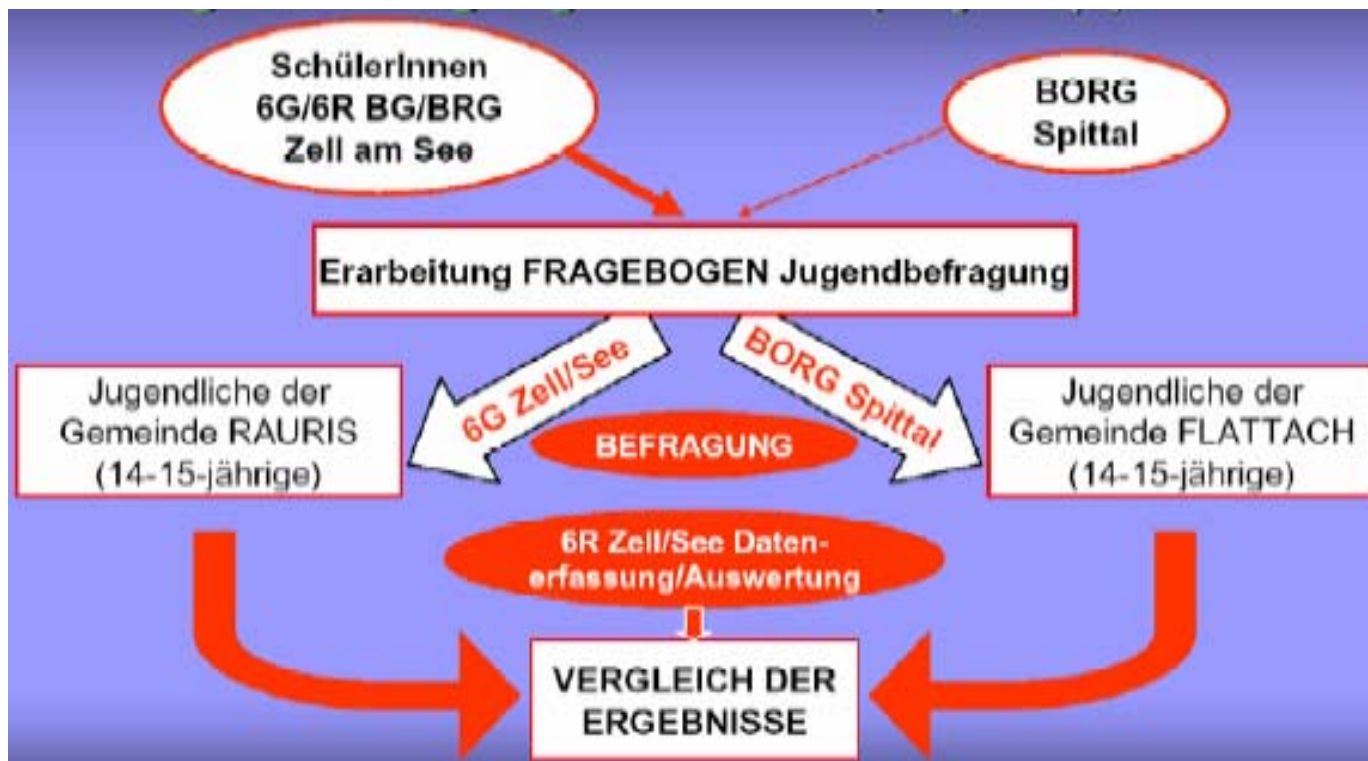 SchülerInnen
6G/6R BG/BRG
Zell am See
BORG
Spittal
Erarbeitung FRAGEBOGEN Jugendbefragung
6G Zell/See
BORG Spittal
Jugendliche der
Gemeinde RAURIS
(14-15-jährige)
BEFRAGUNG
Jugendliche der
Gemeinde FLATTACH
(14-15-jährige)
6R Zell/See Daten-
erfassung/Auswertung
VERGLEICH DER
ERGEBNISSE